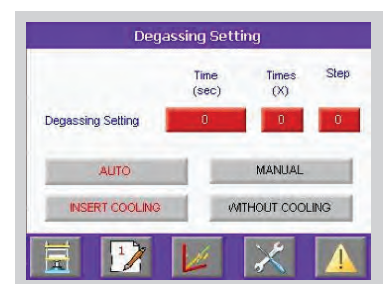 Degassing Setting
Time Times Step
(sec) (X)
Degassing Setting 0 0 0
AUTO MANUAL
INSERT COOLING WITHOUT COOLING
1